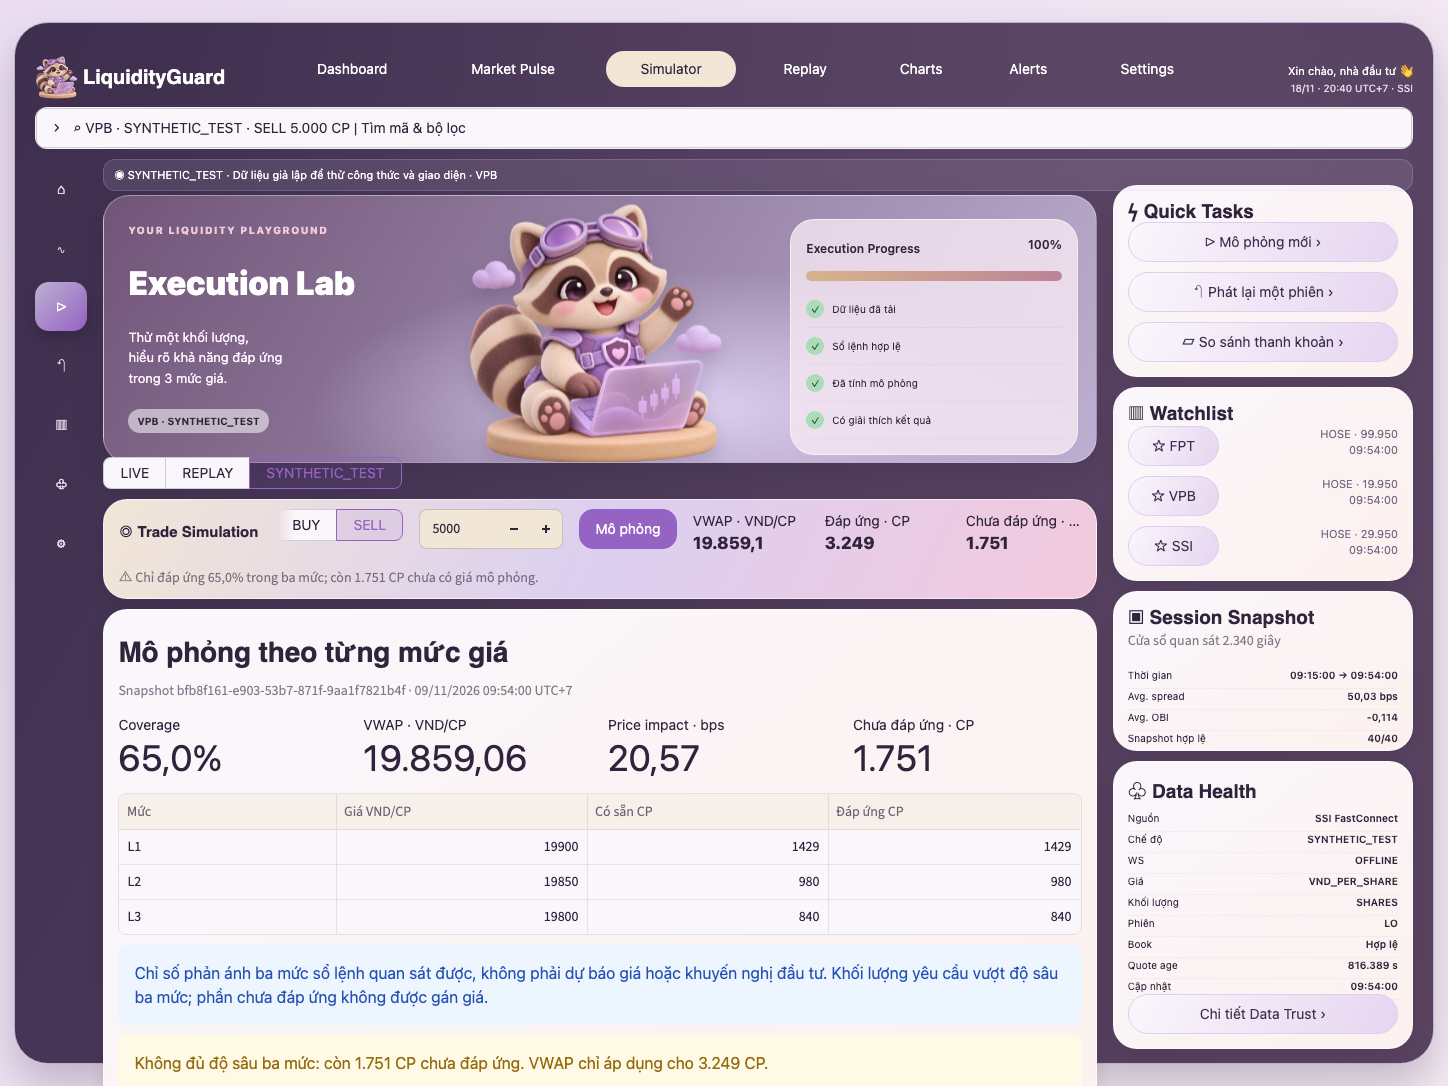 LiquidityGuard
Dashboard
Market Pulse
Simulator
Replay
Charts
Alerts
Settings
Xin chào, nhà đầu tư 👋
18/11 · 20:40 UTC+7 · SSI
› ⌕ VPB · SYNTHETIC_TEST · SELL 5.000 CP | Tìm mã & bộ lọc
◉ SYNTHETIC_TEST · Dữ liệu giả lập để thử công thức và giao diện · VPB
YOUR LIQUIDITY PLAYGROUND
Execution Lab
Thử một khối lượng,
hiểu rõ khả năng đáp ứng
trong 3 mức giá.
VPB · SYNTHETIC_TEST
Execution Progress
100%
Dữ liệu đã tải
Sổ lệnh hợp lệ
Đã tính mô phỏng
Có giải thích kết quả
LIVE
REPLAY
SYNTHETIC_TEST
◎ Trade Simulation
BUY
SELL
5000
− +
Mô phỏng
VWAP · VND/CP
19.859,1
Đáp ứng · CP
3.249
Chưa đáp ứng · ...
1.751
⚠ Chỉ đáp ứng 65,0% trong ba mức; còn 1.751 CP chưa có giá mô phỏng.
Mô phỏng theo từng mức giá
Snapshot bfb8f161-e903-53b7-871f-9aa1f7821b4f · 09/11/2026 09:54:00 UTC+7
Coverage
65,0%
VWAP · VND/CP
19.859,06
Price impact · bps
20,57
Chưa đáp ứng · CP
1.751
Mức Giá VND/CP Có sẵn CP Đáp ứng CP
L1 19900 1429 1429
L2 19850 980 980
L3 19800 840 840
Chỉ số phản ánh ba mức sổ lệnh quan sát được, không phải dự báo giá hoặc khuyến nghị đầu tư. Khối lượng yêu cầu vượt độ sâu
ba mức; phần chưa đáp ứng không được gán giá.
Không đủ độ sâu ba mức: còn 1.751 CP chưa đáp ứng. VWAP chỉ áp dụng cho 3.249 CP.
Quick Tasks
▷ Mô phỏng mới ›
Phát lại một phiên ›
▱ So sánh thanh khoản ›
▥ Watchlist
☆ FPT
HOSE · 99.950
09:54:00
☆ VPB
HOSE · 19.950
09:54:00
☆ SSI
HOSE · 29.950
09:54:00
▣ Session Snapshot
Cửa sổ quan sát 2.340 giây
Thời gian 09:15:00 → 09:54:00
Avg. spread 50,03 bps
Avg. OBI -0,114
Snapshot hợp lệ 40/40
♧ Data Health
Nguồn SSI FastConnect
Chế độ SYNTHETIC_TEST
WS OFFLINE
Giá VND_PER_SHARE
Khối lượng SHARES
Phiên LO
Book Hợp lệ
Quote age 816.389 s
Cập nhật 09:54:00
Chi tiết Data Trust ›